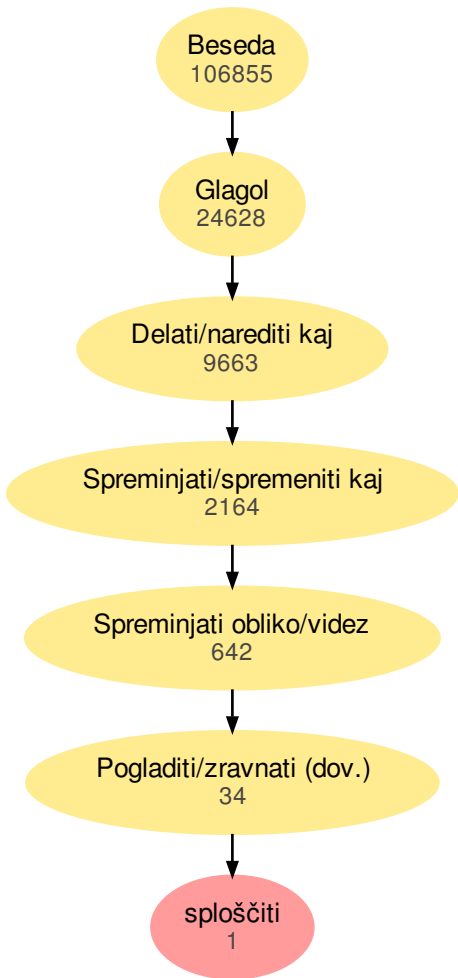 Beseda
106855
Glagol
24628
Delati/narediti kaj
9663
Spreminjati/spremeniti kaj
2164
Spreminjati obliko/videz
642
Pogladiti/zravnati (dov.)
34
sploščiti
1